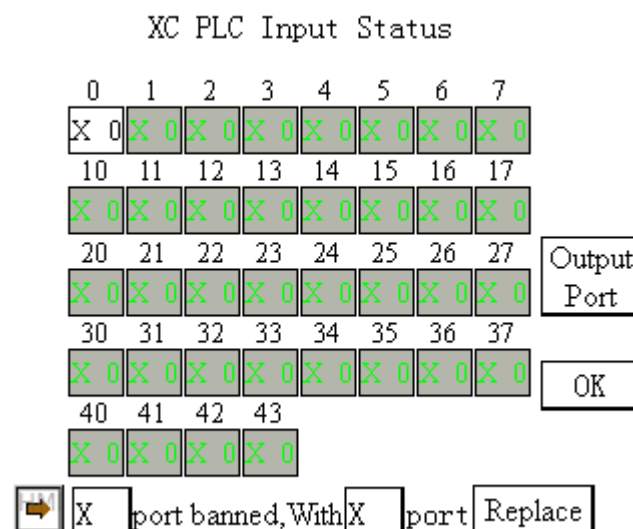 XC PLC Input Status
0 1 2 3 4 5 6 7
X 0 X 0 X 0 X 0 X 0 X 0 X 0 X 0
10 11 12 13 14 15 16 17
X 0 X 0 X 0 X 0 X 0 X 0 X 0 X 0
20 21 22 23 24 25 26 27
X 0 X 0 X 0 X 0 X 0 X 0 X 0 X 0
Output
Port
30 31 32 33 34 35 36 37
X 0 X 0 X 0 X 0 X 0 X 0 X 0 X 0
OK
40 41 42 43
X 0 X 0 X 0 X 0
X port banned, With X port Replace